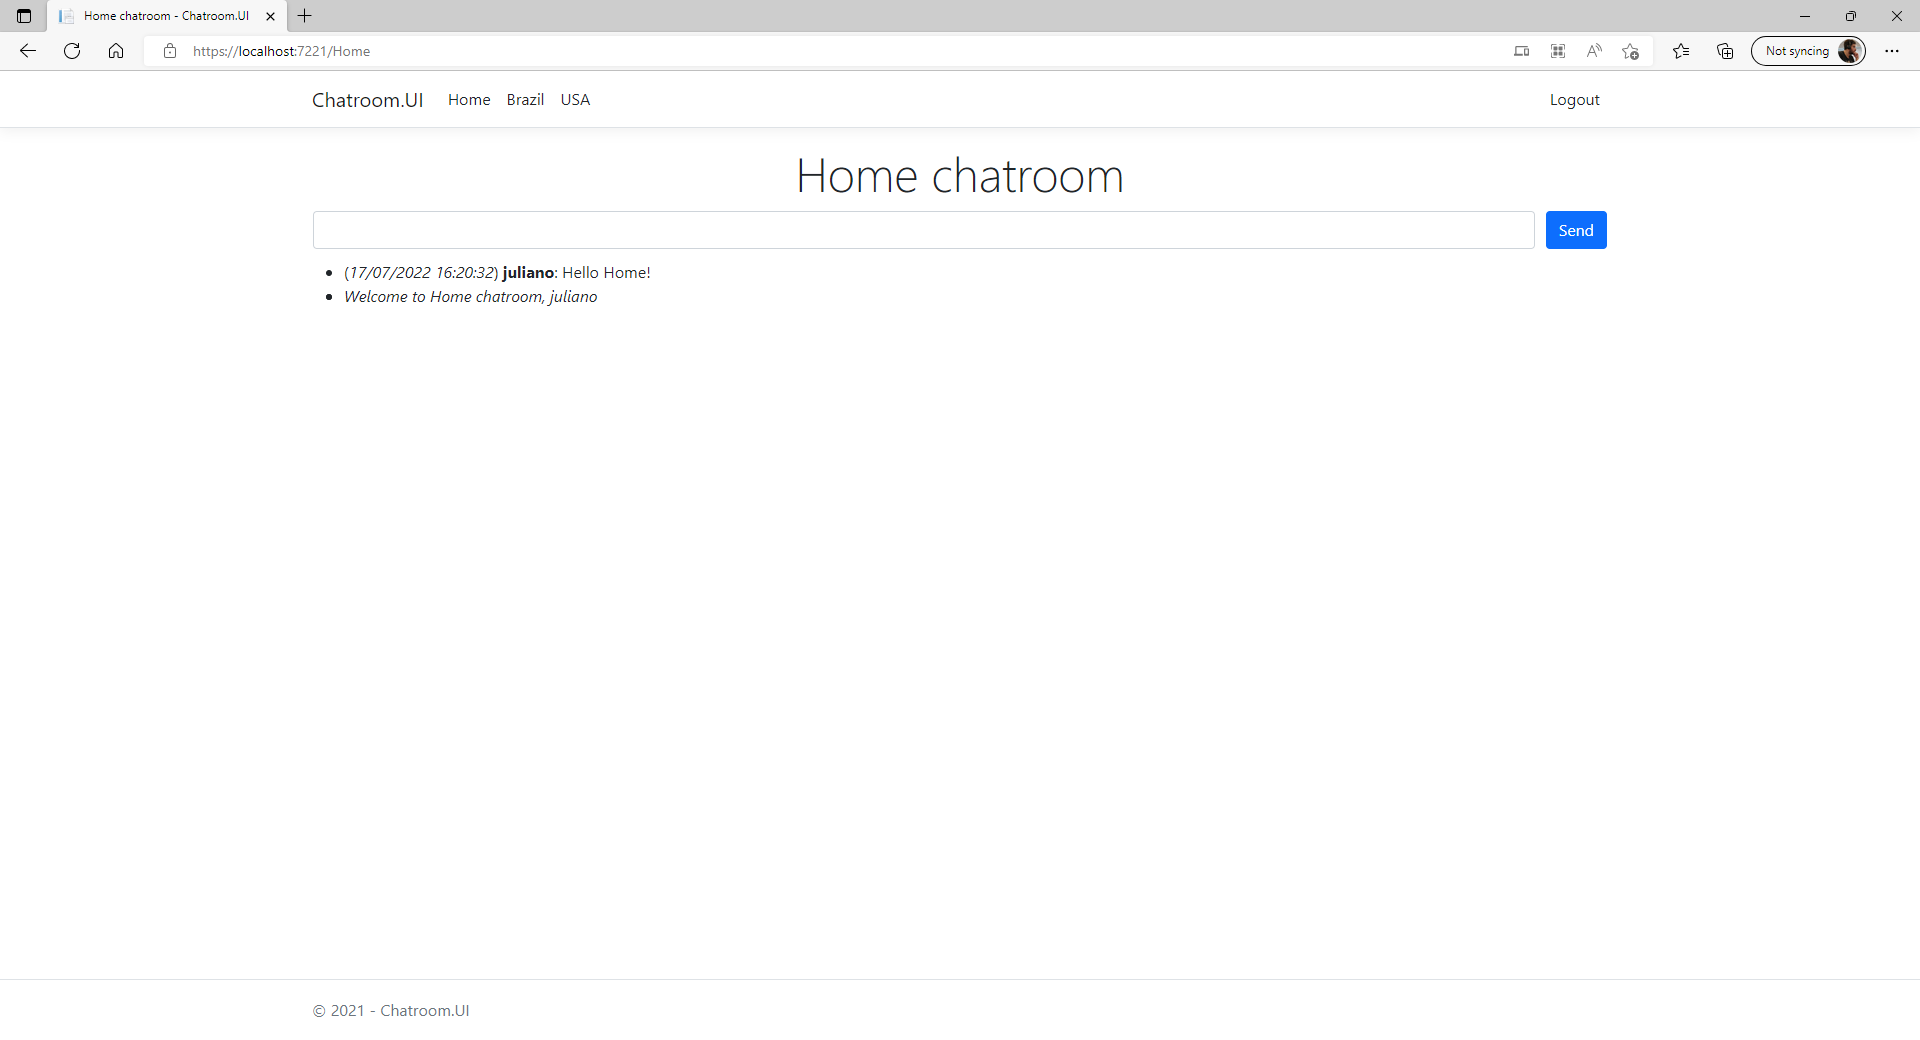 Home chatroom - Chatroom.UI
https://localhost:7221/Home
Not syncing
Chatroom.UI Home Brazil USA Logout
Home chatroom
Send
(17/07/2022 16:20:32) juliano: Hello Home!
Welcome to Home chatroom, juliano
© 2021 - Chatroom.UI